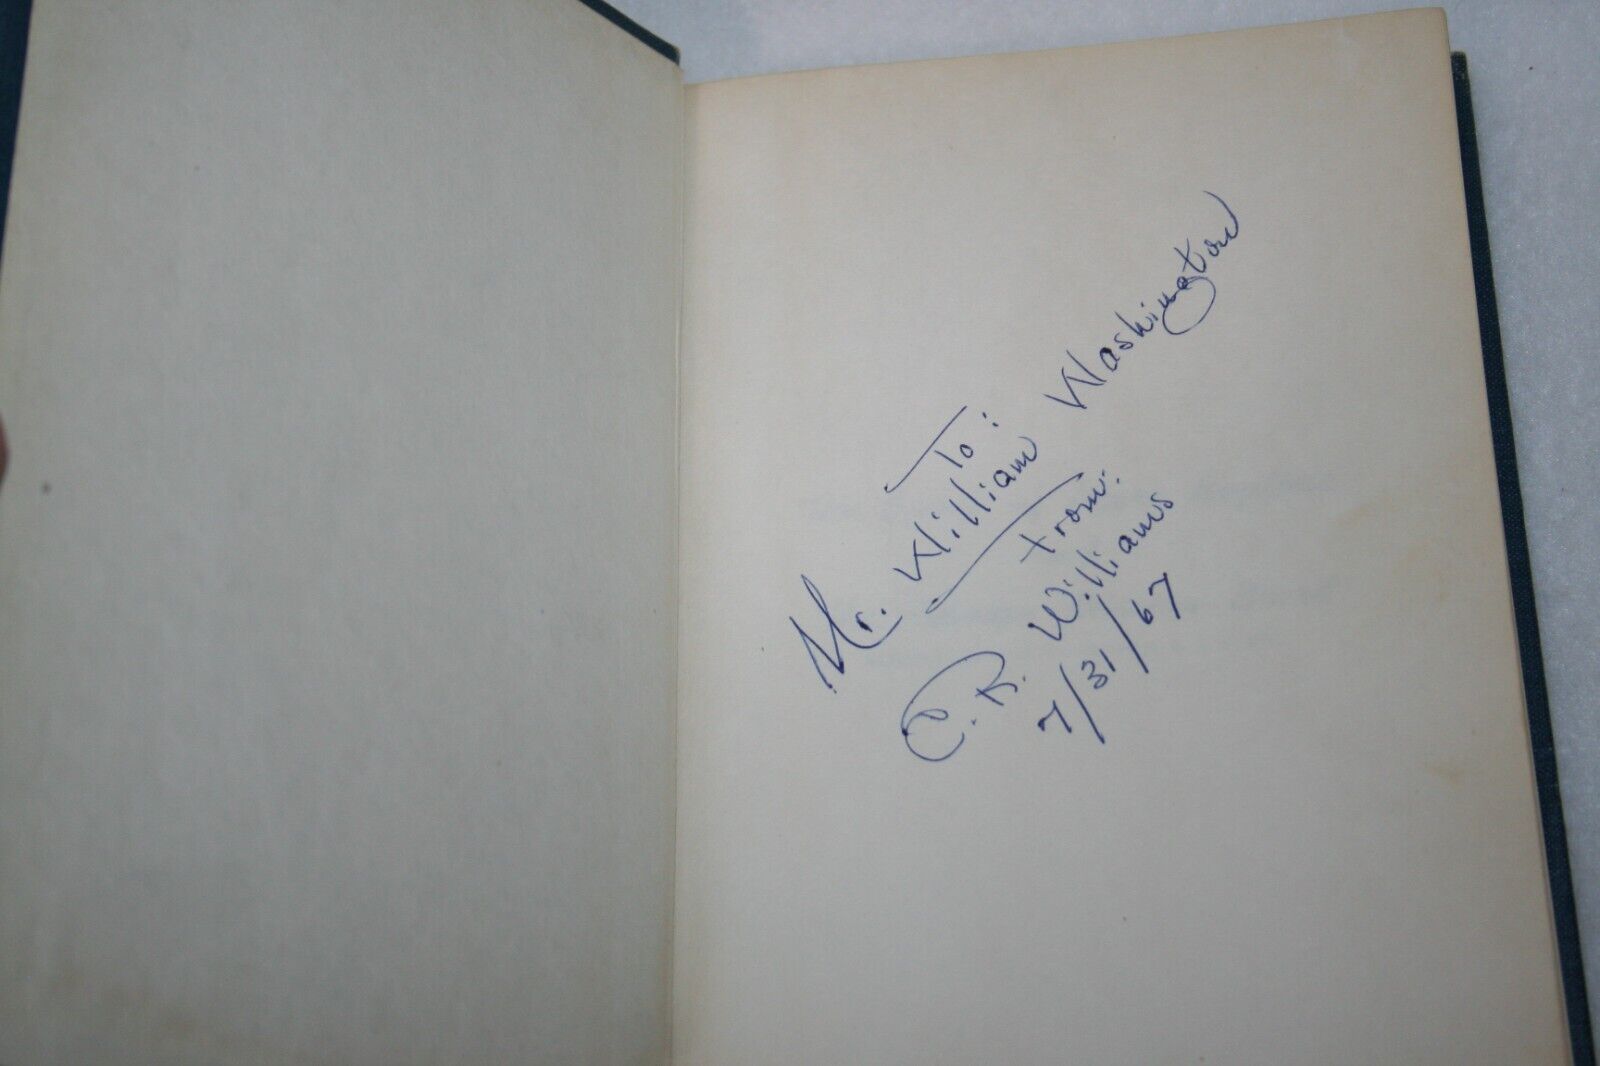 To:
Mr. William Washington
From:
C. R. Williams
7/31/67